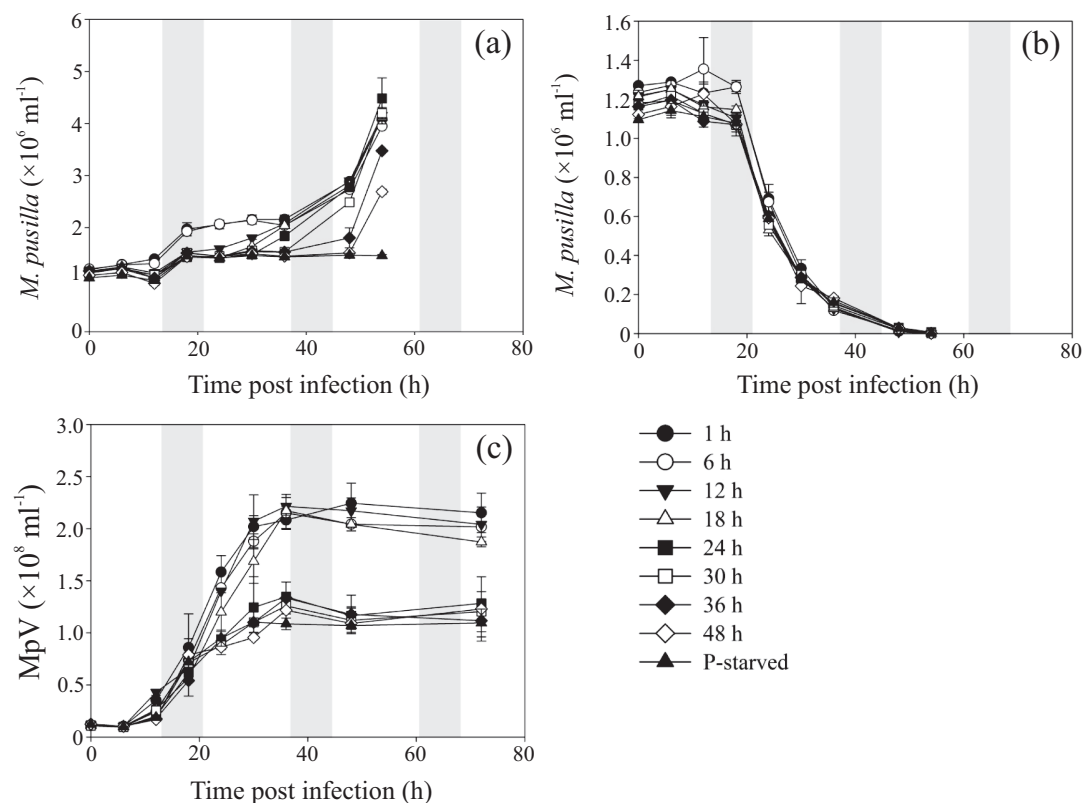 (a)
M. pusilla (×10⁶ ml⁻¹)
6
5
4
3
2
1
0
0 20 40 60 80
Time post infection (h)
(b)
M. pusilla (×10⁶ ml⁻¹)
1.6
1.4
1.2
1.0
0.8
0.6
0.4
0.2
0
0 20 40 60 80
Time post infection (h)
(c)
MpV (×10⁸ ml⁻¹)
3.0
2.5
2.0
1.5
1.0
0.5
0
0 20 40 60 80
Time post infection (h)
1 h
6 h
12 h
18 h
24 h
30 h
36 h
48 h
P-starved